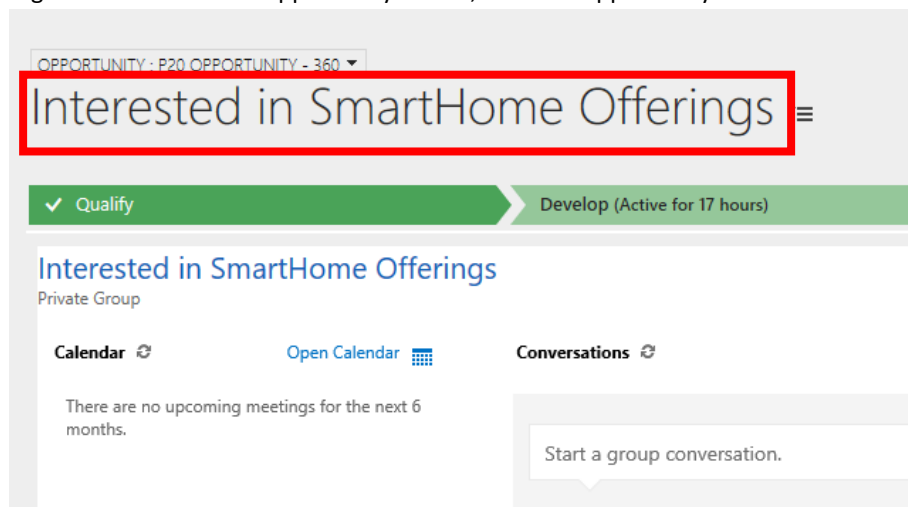 OPPORTUNITY : P20 OPPORTUNITY - 360
Interested in SmartHome Offerings
Qualify
Develop (Active for 17 hours)
Interested in SmartHome Offerings
Private Group
Calendar
Open Calendar
Conversations
There are no upcoming meetings for the next 6
months.
Start a group conversation.